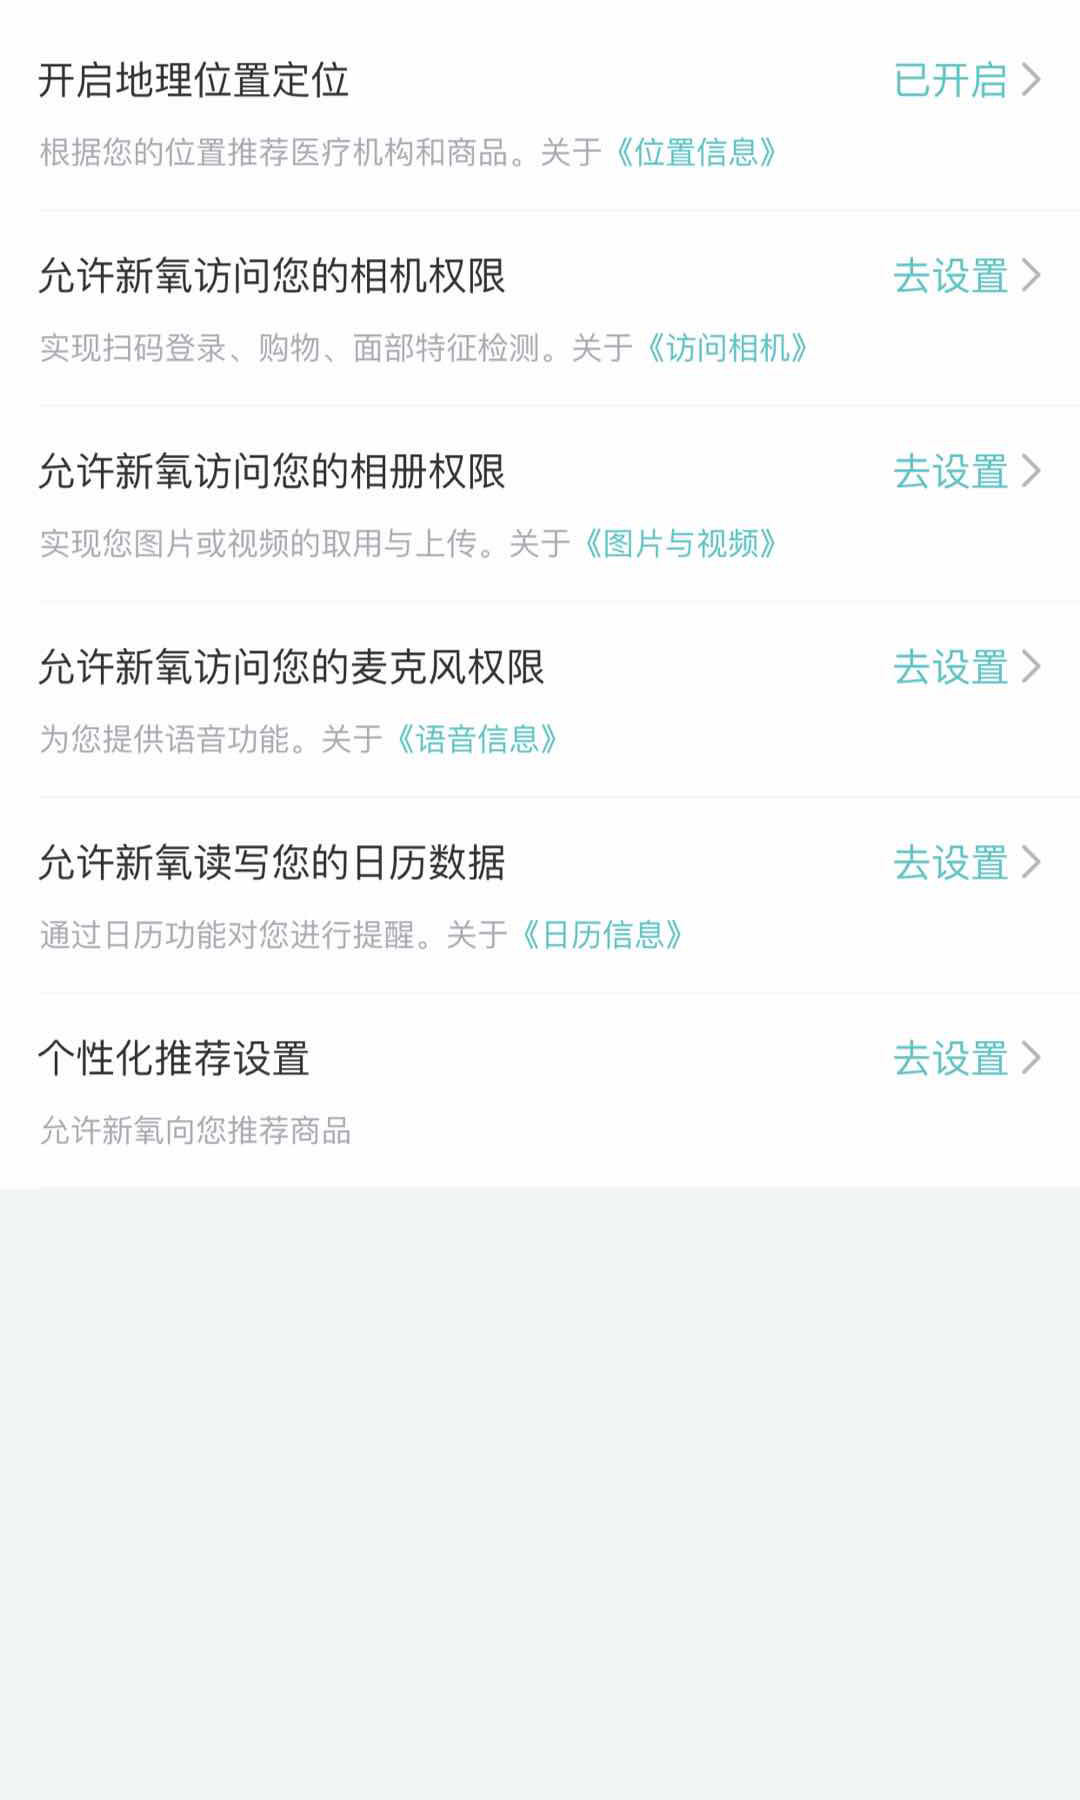 开启地理位置定位 已开启
根据您的位置推荐医疗机构和商品。关于《位置信息》
允许新氧访问您的相机权限 去设置
实现扫码登录、购物、面部特征检测。关于《访问相机》
允许新氧访问您的相册权限 去设置
实现您图片或视频的取用与上传。关于《图片与视频》
允许新氧访问您的麦克风权限 去设置
为您提供语音功能。关于《语音信息》
允许新氧读写您的日历数据 去设置
通过日历功能对您进行提醒。关于《日历信息》
个性化推荐设置 去设置
允许新氧向您推荐商品